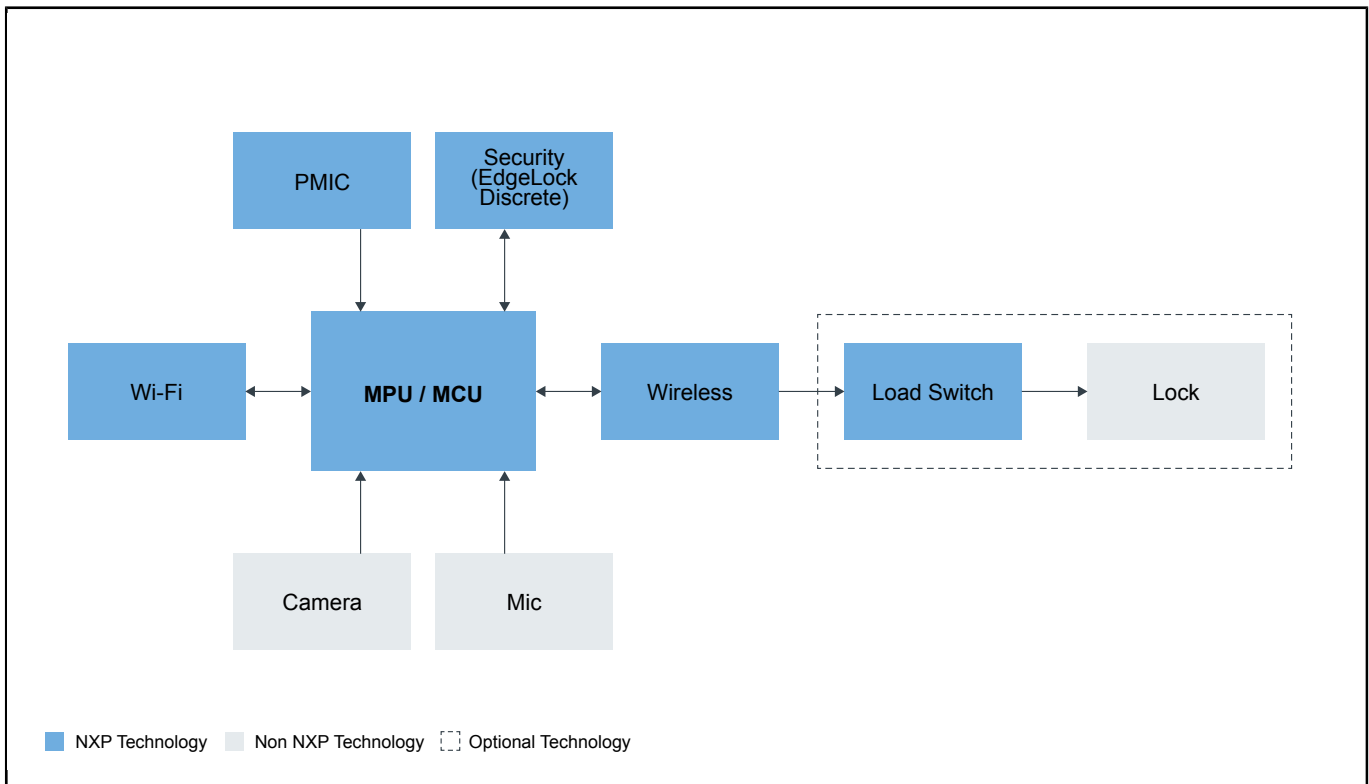 PMIC
Security
(EdgeLock
Discrete)
Wi-Fi
MPU / MCU
Wireless
Load Switch
Lock
Camera
Mic
NXP Technology
Non NXP Technology
Optional Technology